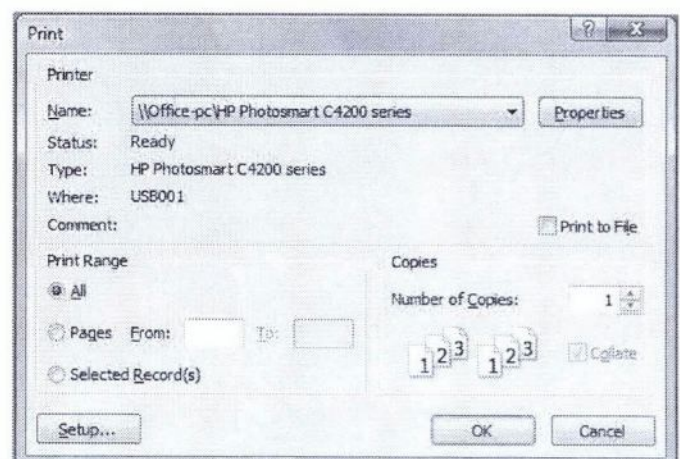 Print
Printer
Name: \\Office-pc\HP Photosmart C4200 series Properties
Status: Ready
Type: HP Photosmart C4200 series
Where: USB001
Comment: Print to File
Print Range
All
Pages From: To:
Selected Record(s)
Copies
Number of Copies: 1
1 2 3 1 2 3
Collate
Setup... OK Cancel